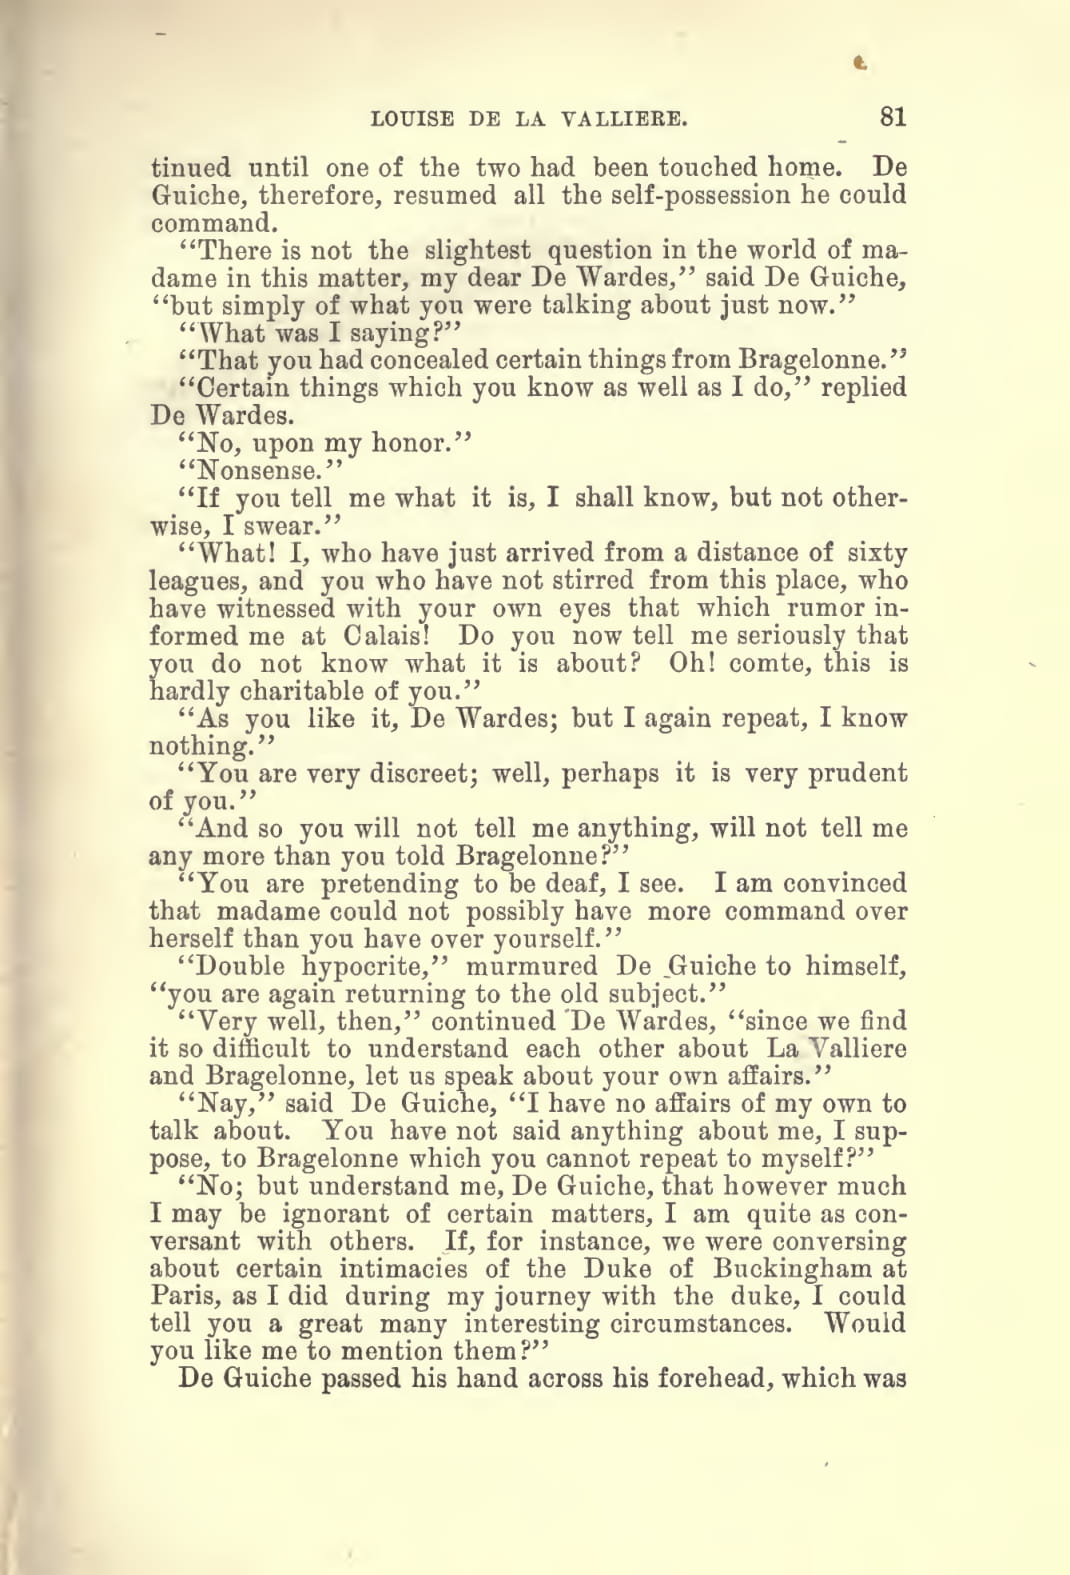 LOUISE DE LA VALLIERE. 81
tinued until one of the two had been touched home. De
Guiche, therefore, resumed all the self-possession he could
command.
“There is not the slightest question in the world of ma-
dame in this matter, my dear De Wardes,” said De Guiche,
“but simply of what you were talking about just now.”
“What was I saying?”
“That you had concealed certain things from Bragelonne.”
“Certain things which you know as well as I do,” replied
De Wardes.
“No, upon my honor.”
“Nonsense.”
“If you tell me what it is, I shall know, but not other-
wise, I swear.”
“What! I, who have just arrived from a distance of sixty
leagues, and you who have not stirred from this place, who
have witnessed with your own eyes that which rumor in-
formed me at Calais! Do you now tell me seriously that
you do not know what it is about? Oh! comte, this is
hardly charitable of you.”
“As you like it, De Wardes; but I again repeat, I know
nothing.”
“You are very discreet; well, perhaps it is very prudent
of you.”
“And so you will not tell me anything, will not tell me
any more than you told Bragelonne?”
“You are pretending to be deaf, I see. I am convinced
that madame could not possibly have more command over
herself than you have over yourself.”
“Double hypocrite,” murmured De Guiche to himself,
“you are again returning to the old subject.”
“Very well, then,” continued De Wardes, “since we find
it so difficult to understand each other about La Valliere
and Bragelonne, let us speak about your own affairs.”
“Nay,” said De Guiche, “I have no affairs of my own to
talk about. You have not said anything about me, I sup-
pose, to Bragelonne which you cannot repeat to myself?”
“No; but understand me, De Guiche, that however much
I may be ignorant of certain matters, I am quite as con-
versant with others. If, for instance, we were conversing
about certain intimacies of the Duke of Buckingham at
Paris, as I did during my journey with the duke, I could
tell you a great many interesting circumstances. Would
you like me to mention them?”
De Guiche passed his hand across his forehead, which was